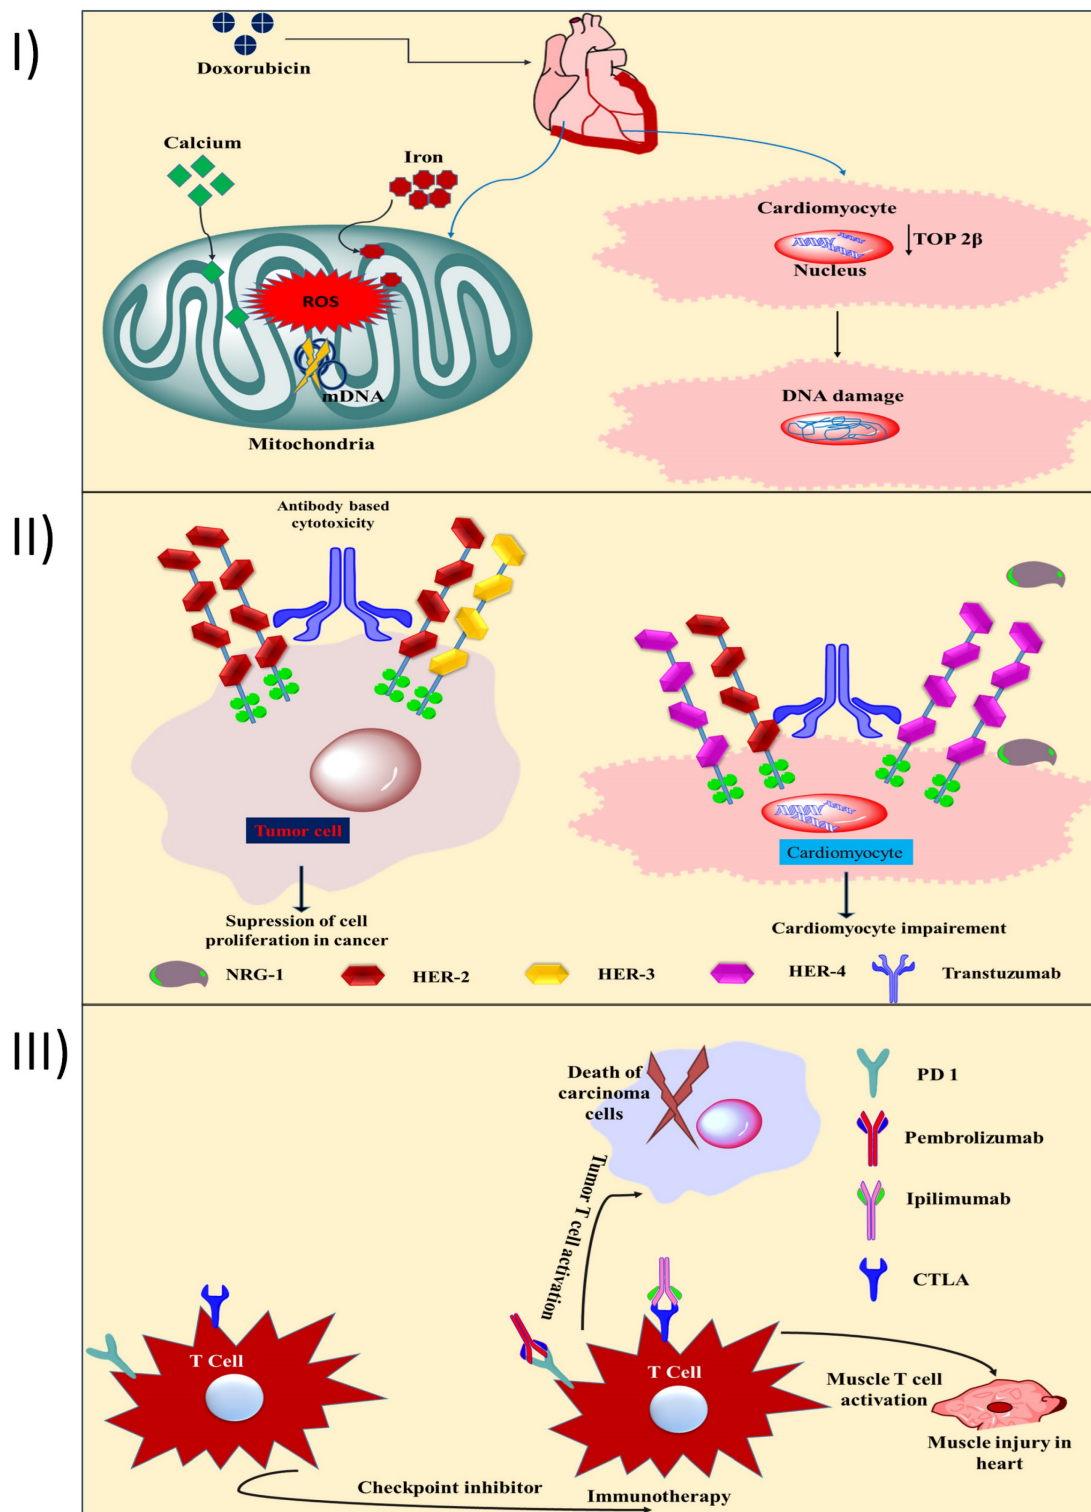 I)
Doxorubicin
Calcium
Iron
ROS
mDNA
Mitochondria
Cardiomyocyte
TOP 2β
Nucleus
DNA damage
II)
Antibody based
cytotoxicity
Tumor cell
Supression of cell
proliferation in cancer
Cardiomyocyte
Cardiomyocyte impairement
NRG-1
HER-2
HER-3
HER-4
Transtuzumab
III)
Death of
carcinoma
cells
Tumor T cell activation
PD 1
Pembrolizumab
Ipilimumab
CTLA
T Cell
T Cell
Muscle T cell
activation
Muscle injury in
heart
Checkpoint inhibitor
Immunotherapy